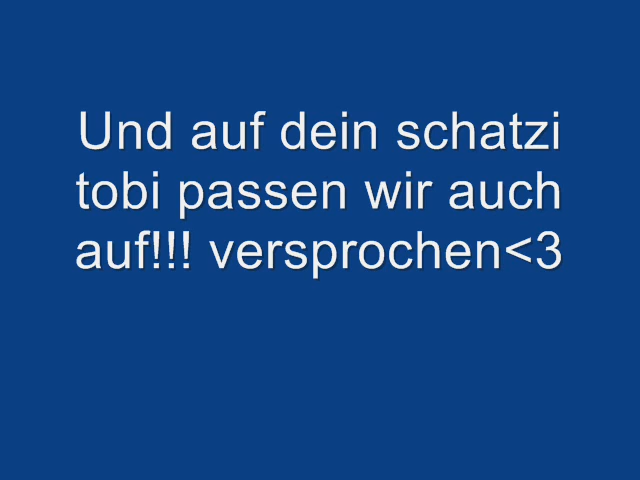 Und auf dein schatzi
tobi passen wir auch
auf!!! versprochen<3